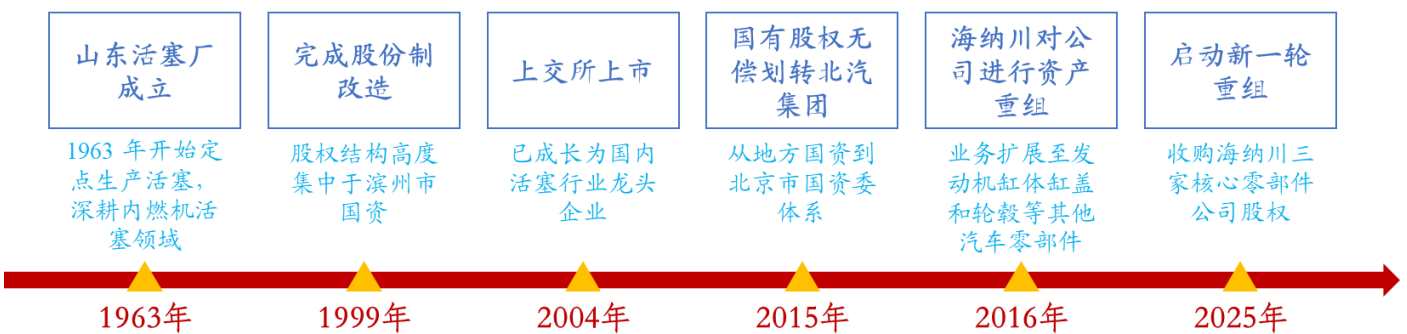 山东活塞厂
成立
完成股份制
改造
上交所上市
国有股权无
偿划转北汽
集团
海纳川对公
司进行资产
重组
启动新一轮
重组
1963 年开始定
点生产活塞，
深耕内燃机活
塞领域
股权结构高度
集中于滨州市
国资
已成长为国内
活塞行业龙头
企业
从地方国资到
北京市国资委
体系
业务扩展至发
动机缸体缸盖
和轮毂等其他
汽车零部件
收购海纳川三
家核心零部件
公司股权
1963年
1999年
2004年
2015年
2016年
2025年